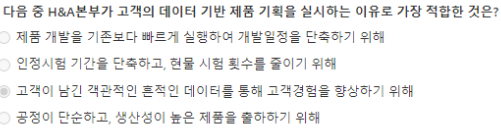 다음 중 H&A본부가 고객의 데이터 기반 제품 기획을 실시하는 이유로 가장 적합한 것은?
제품 개발을 기존보다 빠르게 실행하여 개발일정을 단축하기 위해
인정시험 기간을 단축하고, 현물 시험 횟수를 줄이기 위해
고객이 남긴 객관적인 흔적인 데이터를 통해 고객경험을 향상하기 위해
공정이 단순하고, 생산성이 높은 제품을 출하하기 위해